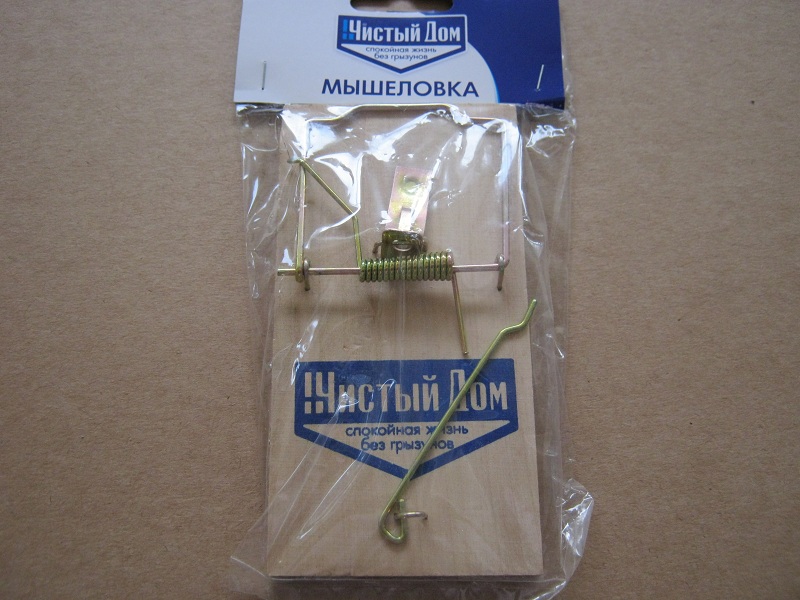 !Чистый Дом
спокойная жизнь
без грызунов
МЫШЕЛОВКА
!Чистый Дом
спокойная жизнь
без грызунов